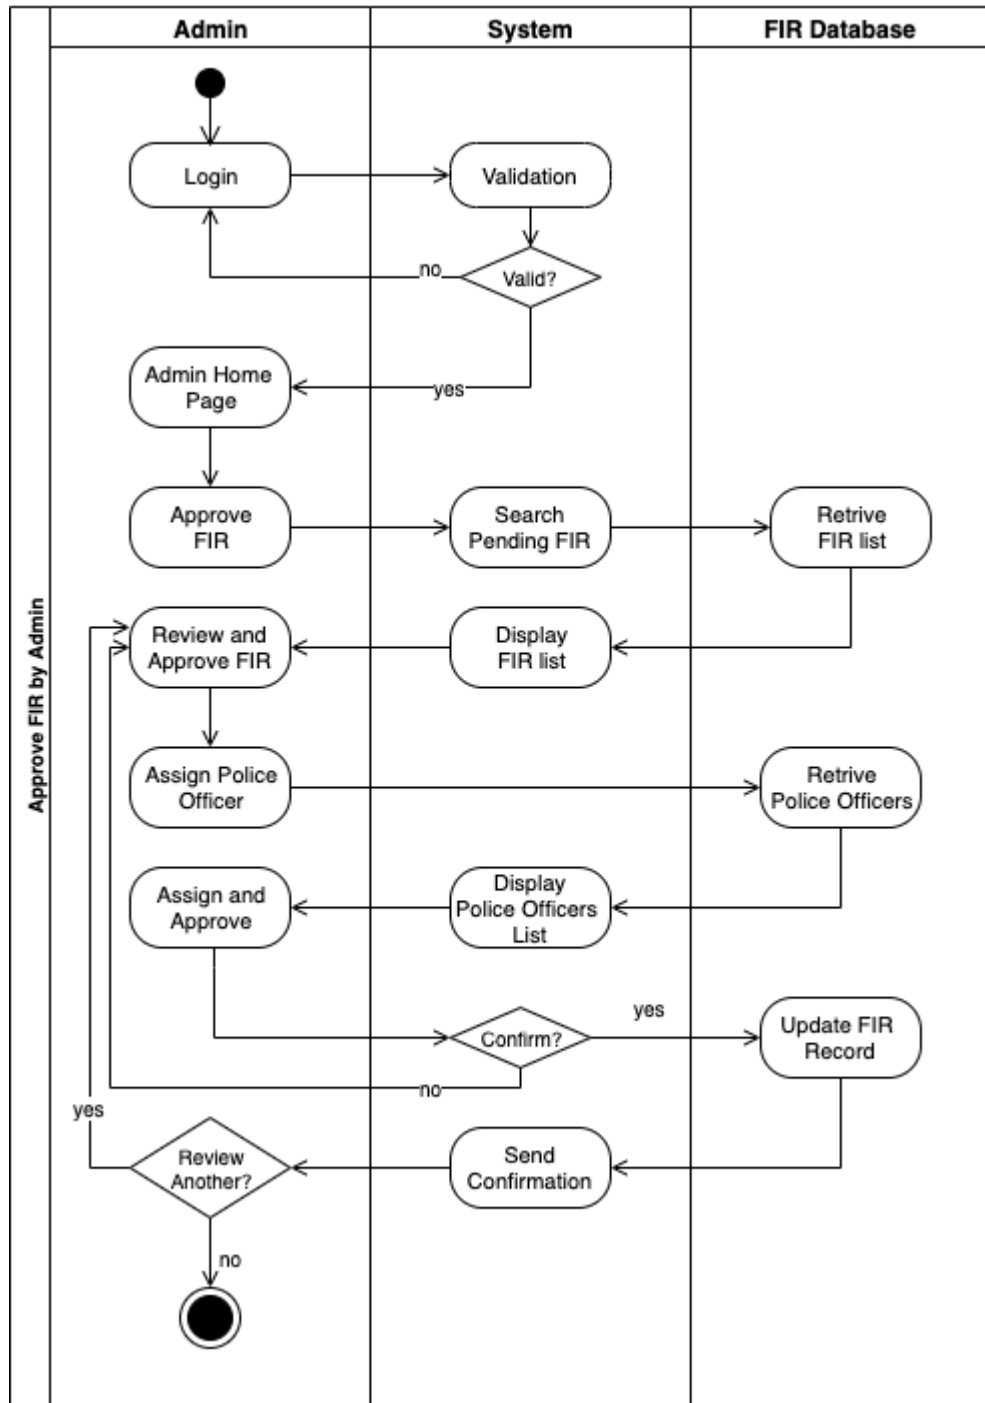 Admin
System
FIR Database
Approve FIR by Admin
Login
Validation
Valid?
no
Admin Home
Page
yes
Approve
FIR
Search
Pending FIR
Retrive
FIR list
Review and
Approve FIR
Display
FIR list
Assign Police
Officer
Retrive
Police Officers
Assign and
Approve
Display
Police Officers
List
Confirm?
yes
Update FIR
Record
no
yes
Review
Another?
Send
Confirmation
no